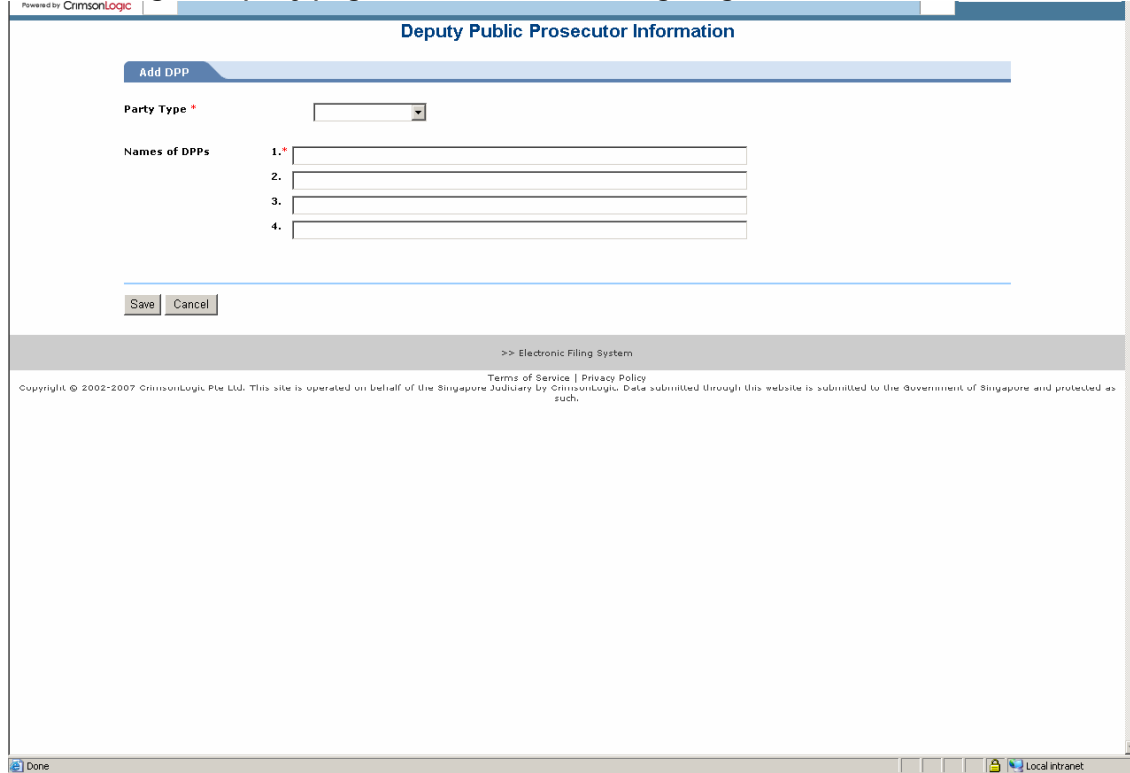 Powered by CrimsonLogic
Deputy Public Prosecutor Information
Add DPP
Party Type *
Names of DPPs 1.*
2.
3.
4.
Save Cancel
>> Electronic Filing System
Terms of Service | Privacy Policy
Copyright © 2002-2007 CrimsonLogic Pte Ltd. This site is operated on behalf of the Singapore Judiciary by CrimsonLogic. Data submitted through this website is submitted to the Government of Singapore and protected as
such.
Done Local intranet